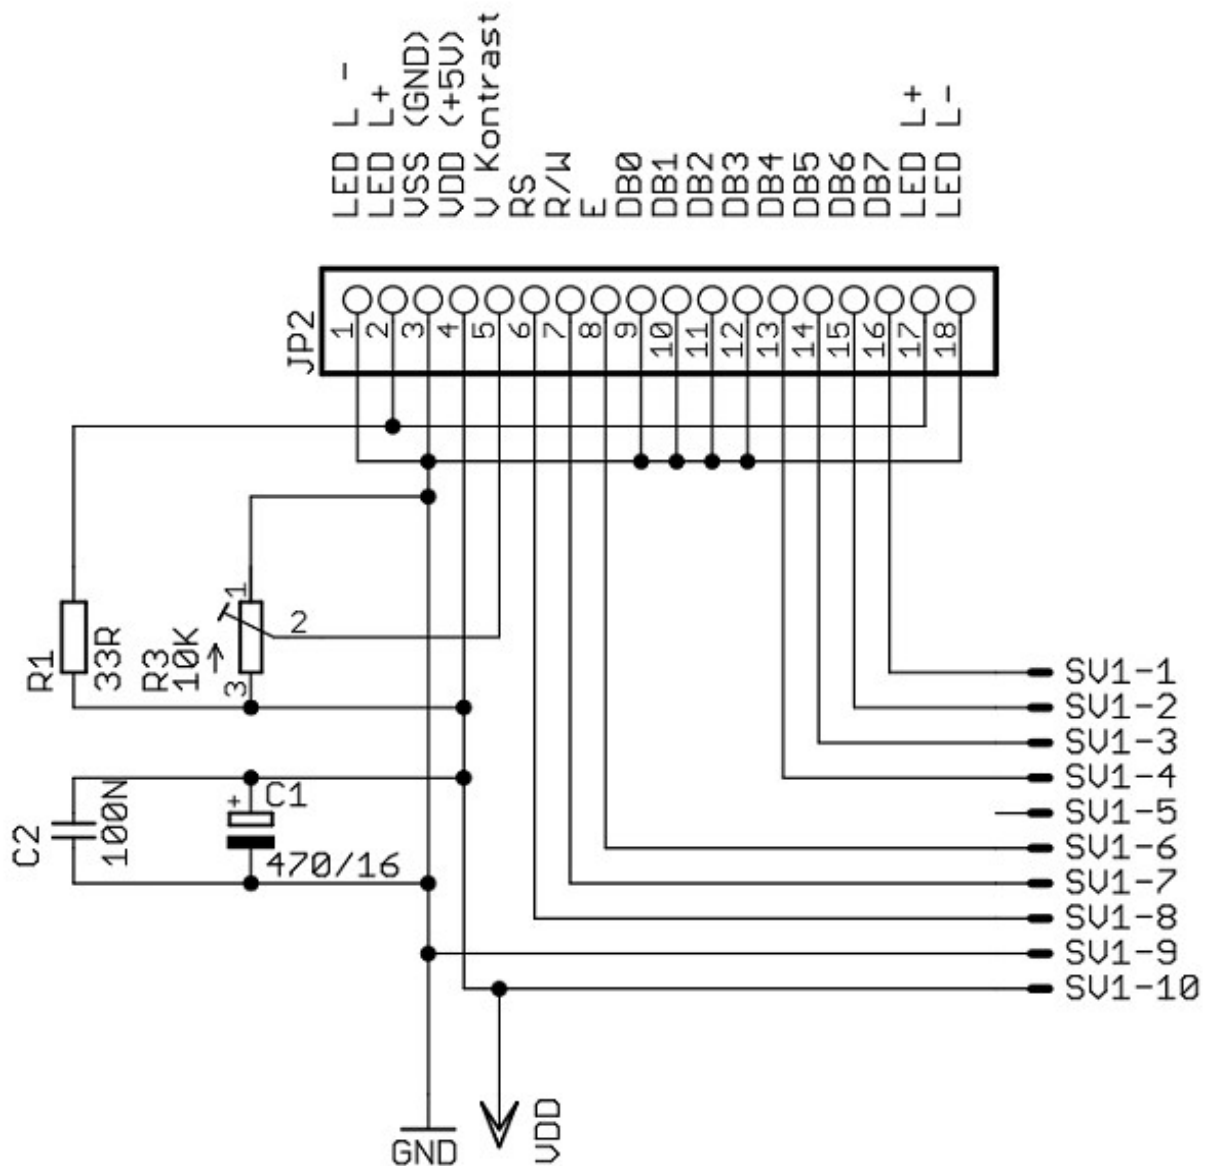 LED L -
LED L+
VSS (GND)
VDD (+5V)
V Kontrast
RS
R/W
E
DB0
DB1
DB2
DB3
DB4
DB5
DB6
DB7
LED L+
LED L-
JP2
1
2
3
4
5
6
7
8
9
10
11
12
13
14
15
16
17
18
R1
33R
R3
10K
1
2
3
C2
100N
+
C1
470/16
SV1-1
SV1-2
SV1-3
SV1-4
SV1-5
SV1-6
SV1-7
SV1-8
SV1-9
SV1-10
GND
VDD